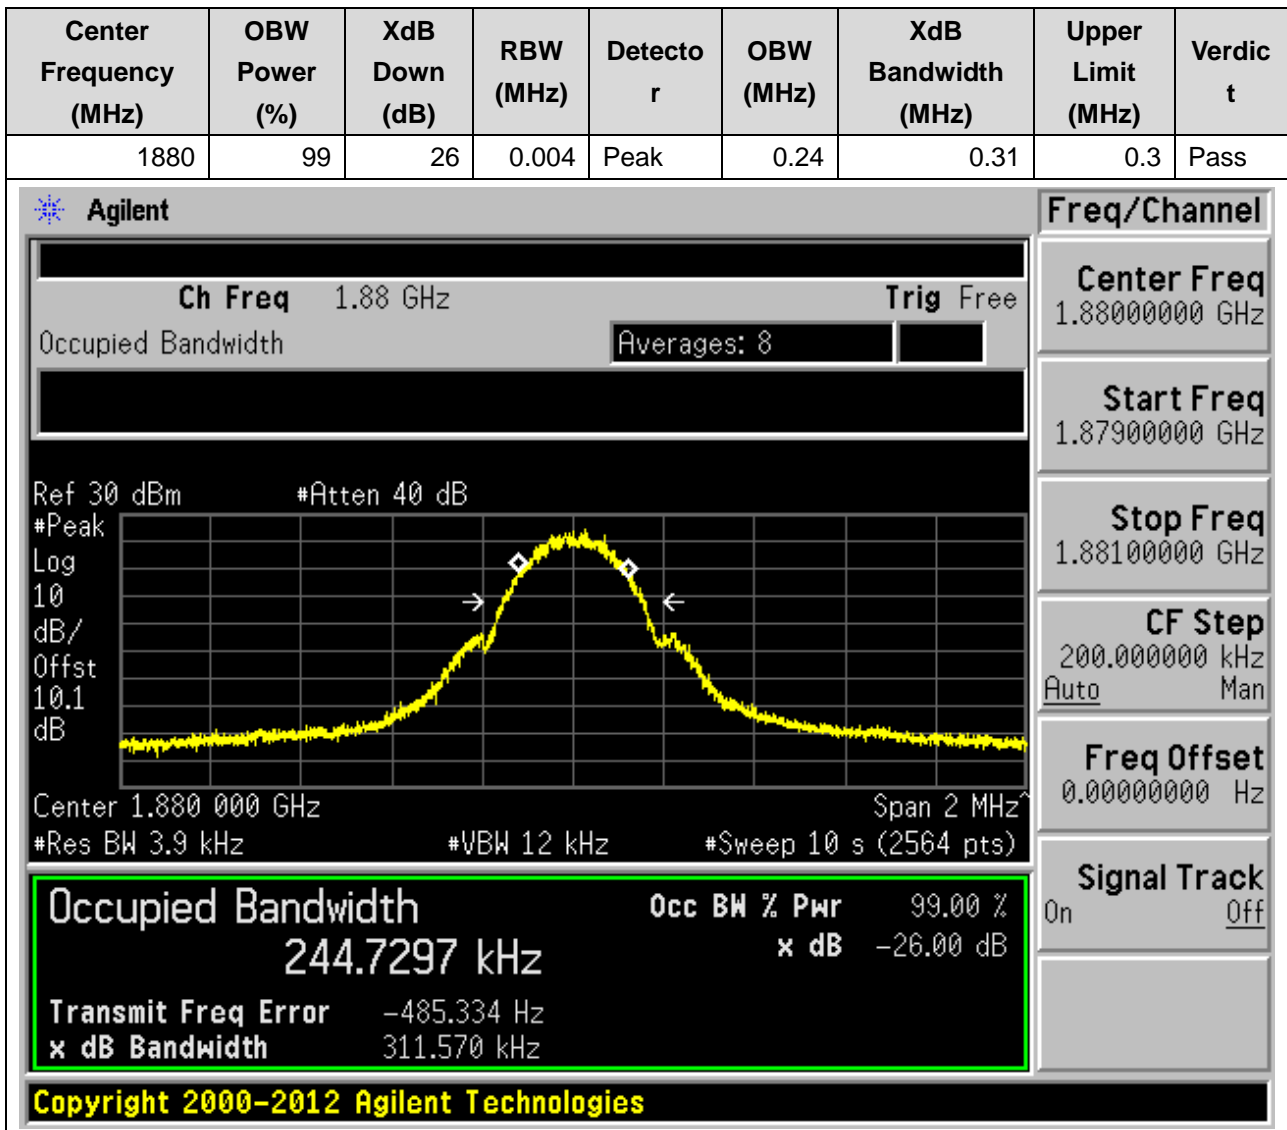 Center Frequency (MHz) OBW Power (%) XdB Down (dB) RBW (MHz) Detecto r OBW (MHz) XdB Bandwidth (MHz) Upper Limit (MHz) Verdic t
1880 99 26 0.004 Peak 0.24 0.31 0.3 Pass
Agilent
Freq/Channel
Ch Freq 1.88 GHz Trig Free
Occupied Bandwidth Averages: 8
Center Freq
1.88000000 GHz
Start Freq
1.87900000 GHz
Stop Freq
1.88100000 GHz
CF Step
200.000000 kHz
Auto Man
Freq Offset
0.00000000 Hz
Signal Track
On Off
Ref 30 dBm #Atten 40 dB
#Peak
Log
10
dB/
Offst
10.1
dB
Center 1.880 000 GHz Span 2 MHz^
#Res BW 3.9 kHz #VBW 12 kHz #Sweep 10 s (2564 pts)
Occupied Bandwidth Occ BW % Pwr 99.00 %
244.7297 kHz x dB -26.00 dB
Transmit Freq Error -485.334 Hz
x dB Bandwidth 311.570 kHz
Copyright 2000-2012 Agilent Technologies